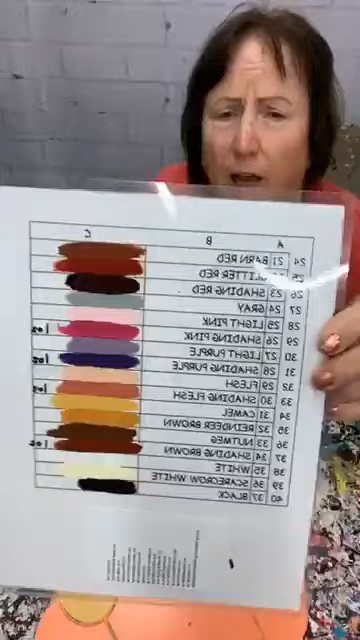 A B C
24 21 BARN RED
25 GLITTER RED
26 23 SHADING RED
27 24 GRAY
28 25 LIGHT PINK
29 26 SHADING PINK
30 27 LIGHT PURPLE
31 28 SHADING PURPLE
32 29 FLESH
33 30 SHADING FLESH
34 31 CAMEL
35 32 REINDEER BROWN
36 33 NUTMEG
37 34 SHADING BROWN
38 35 WHITE
39 36 SCARECROW WHITE
40 37 BLACK